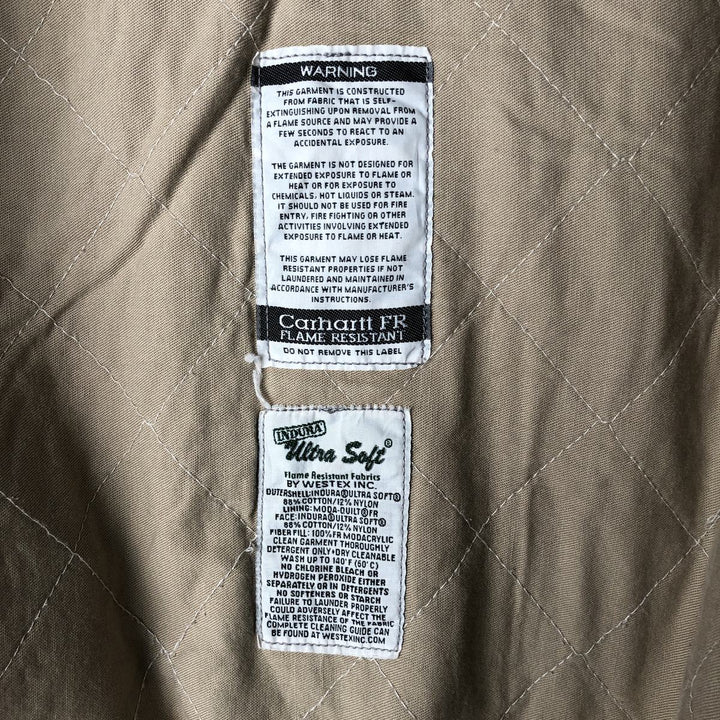 WARNING
THIS GARMENT IS CONSTRUCTED
FROM FABRIC THAT IS SELF-
EXTINGUISHING UPON REMOVAL FROM
A FLAME SOURCE AND MAY PROVIDE A
FEW SECONDS TO REACT TO AN
ACCIDENTAL EXPOSURE.
THE GARMENT IS NOT DESIGNED FOR
EXTENDED EXPOSURE TO FLAME OR
HEAT OR FOR EXPOSURE TO
CHEMICALS, HOT LIQUIDS OR STEAM.
IT SHOULD NOT BE USED FOR FIRE
ENTRY, FIRE FIGHTING OR OTHER
ACTIVITIES INVOLVING EXTENDED
EXPOSURE TO FLAME OR HEAT.
THIS GARMENT MAY LOSE FLAME
RESISTANT PROPERTIES IF NOT
LAUNDERED AND MAINTAINED IN
ACCORDANCE WITH MANUFACTURER'S
INSTRUCTIONS.
Carhartt FR
FLAME RESISTANT
DO NOT REMOVE THIS LABEL
INDURA
Ultra Soft®
Flame Resistant Fabrics
BY WESTEX INC.
OUTERSHELL:INDURA®ULTRA SOFT®
88% COTTON/12% NYLON
LINING: MODA-QUILT®FR
FACE: INDURA®ULTRA SOFT®
88% COTTON/12% NYLON
FIBER FILL: 100% FR MODACRYLIC
CLEAN GARMENT THOROUGHLY
DETERGENT ONLY•DRY CLEANABLE
WASH UP TO 140°F (60°C)
NO CHLORINE BLEACH OR
HYDROGEN PEROXIDE EITHER
SEPARATELY OR IN DETERGENTS
NO SOFTENERS OR STARCH
FAILURE TO LAUNDER PROPERLY
COULD ADVERSELY AFFECT THE
FLAME RESISTANCE OF THE FABRIC
COMPLETE CLEANING GUIDE CAN
BE FOUND AT WESTEXINC.COM